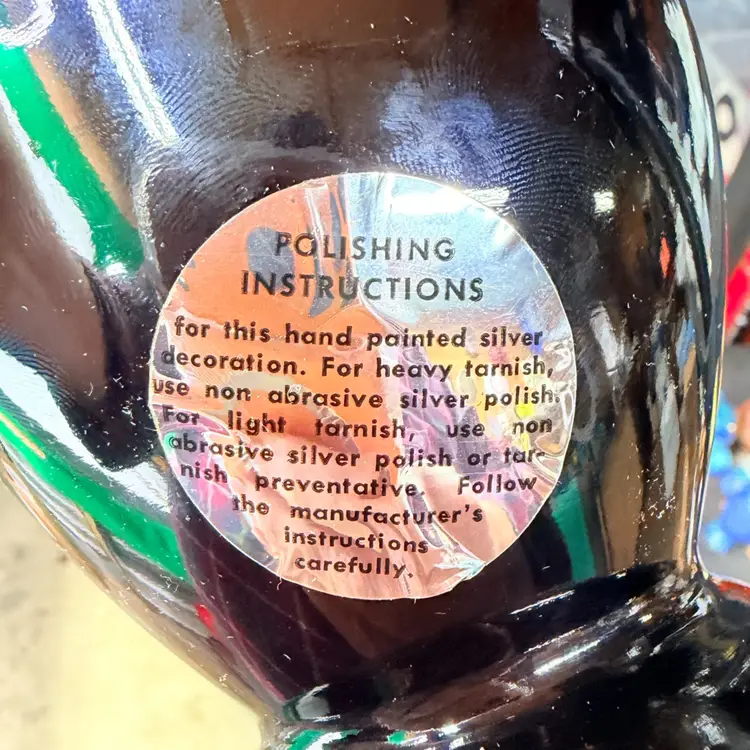 POLISHING
INSTRUCTIONS
for this hand painted silver
decoration. For heavy tarnish,
use non abrasive silver polish.
For light tarnish, use non
abrasive silver polish or tar-
nish preventative. Follow
the manufacturer's
instructions
carefully.